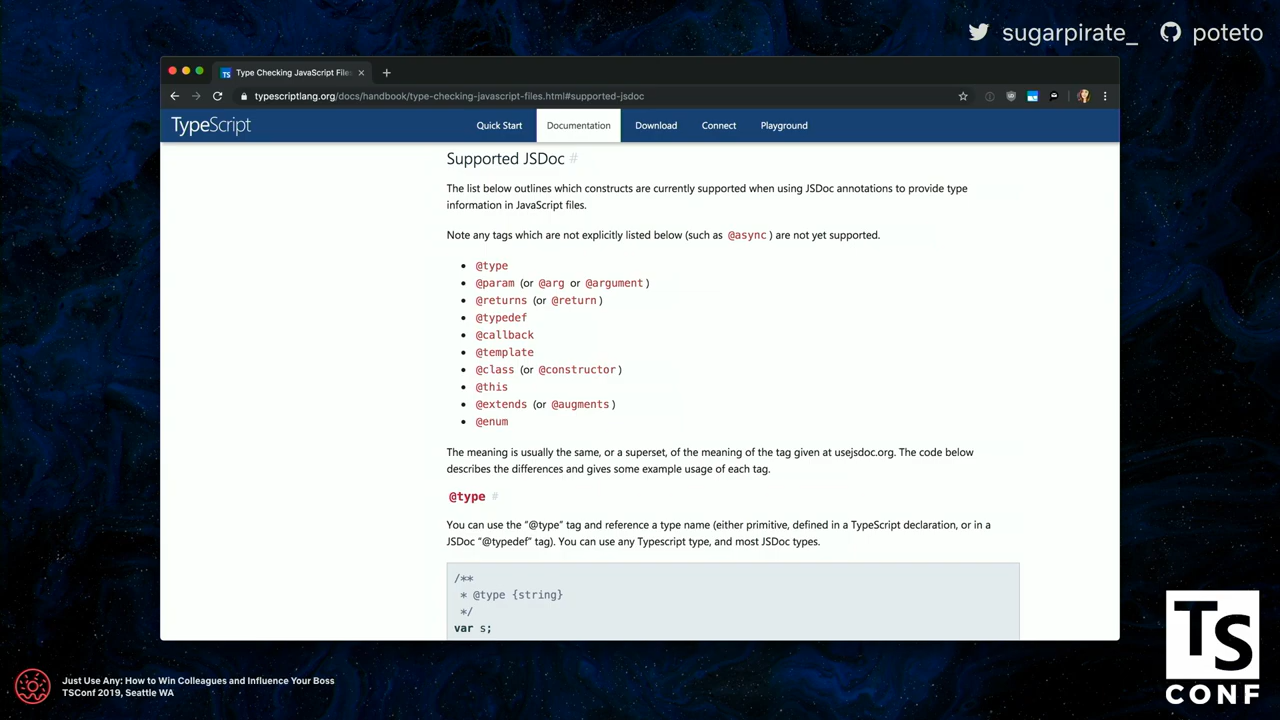 sugarpirate_ poteto
Type Checking JavaScript Files
typescriptlang.org/docs/handbook/type-checking-javascript-files.html#supported-jsdoc
TypeScript Quick Start Documentation Download Connect Playground
Supported JSDoc #
The list below outlines which constructs are currently supported when using JSDoc annotations to provide type
information in JavaScript files.
Note any tags which are not explicitly listed below (such as @async ) are not yet supported.
• @type
• @param (or @arg or @argument )
• @returns (or @return )
• @typedef
• @callback
• @template
• @class (or @constructor )
• @this
• @extends (or @augments )
• @enum
The meaning is usually the same, or a superset, of the meaning of the tag given at usejsdoc.org. The code below
describes the differences and gives some example usage of each tag.
@type #
You can use the “@type” tag and reference a type name (either primitive, defined in a TypeScript declaration, or in a
JSDoc “@typedef” tag). You can use any Typescript type, and most JSDoc types.
/**
* @type {string}
*/
var s;
Just Use Any: How to Win Colleagues and Influence Your Boss
TSConf 2019, Seattle WA
TS
CONF